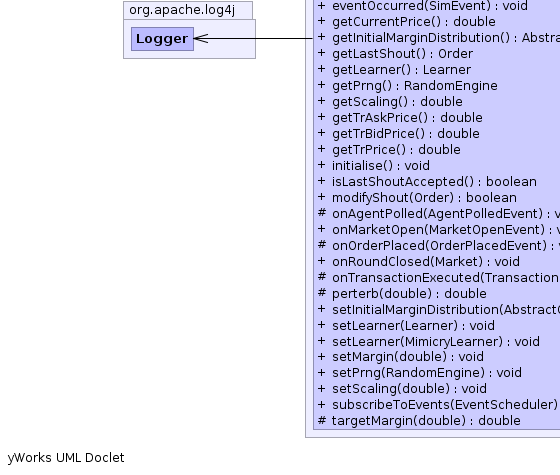 org.apache.log4j
Logger
+ eventOccurred(SimEvent) : void
+ getCurrentPrice() : double
+ getInitialMarginDistribution() : Abstra
+ getLastShout() : Order
+ getLearner() : Learner
+ getPrng() : RandomEngine
+ getScaling() : double
+ getTrAskPrice() : double
+ getTrBidPrice() : double
+ getTrPrice() : double
+ initialise() : void
+ isLastShoutAccepted() : boolean
+ modifyShout(Order) : boolean
# onAgentPolled(AgentPolledEvent) : v
+ onMarketOpen(MarketOpenEvent) : v
# onOrderPlaced(OrderPlacedEvent) :
+ onRoundClosed(Market) : void
# onTransactionExecuted(Transaction
# perterb(double) : double
+ setInitialMarginDistribution(Abstract
+ setLearner(Learner) : void
+ setLearner(MimicryLearner) : void
+ setMargin(double) : void
+ setPrng(RandomEngine) : void
+ setScaling(double) : void
+ subscribeToEvents(EventScheduler)
# targetMargin(double) : double
yWorks UML Doclet